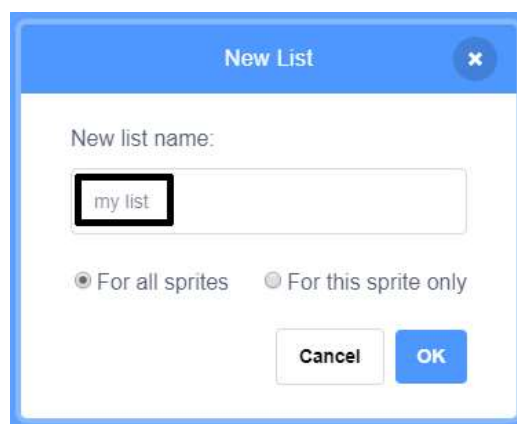 New List
New list name:
my list
For all sprites For this sprite only
Cancel OK